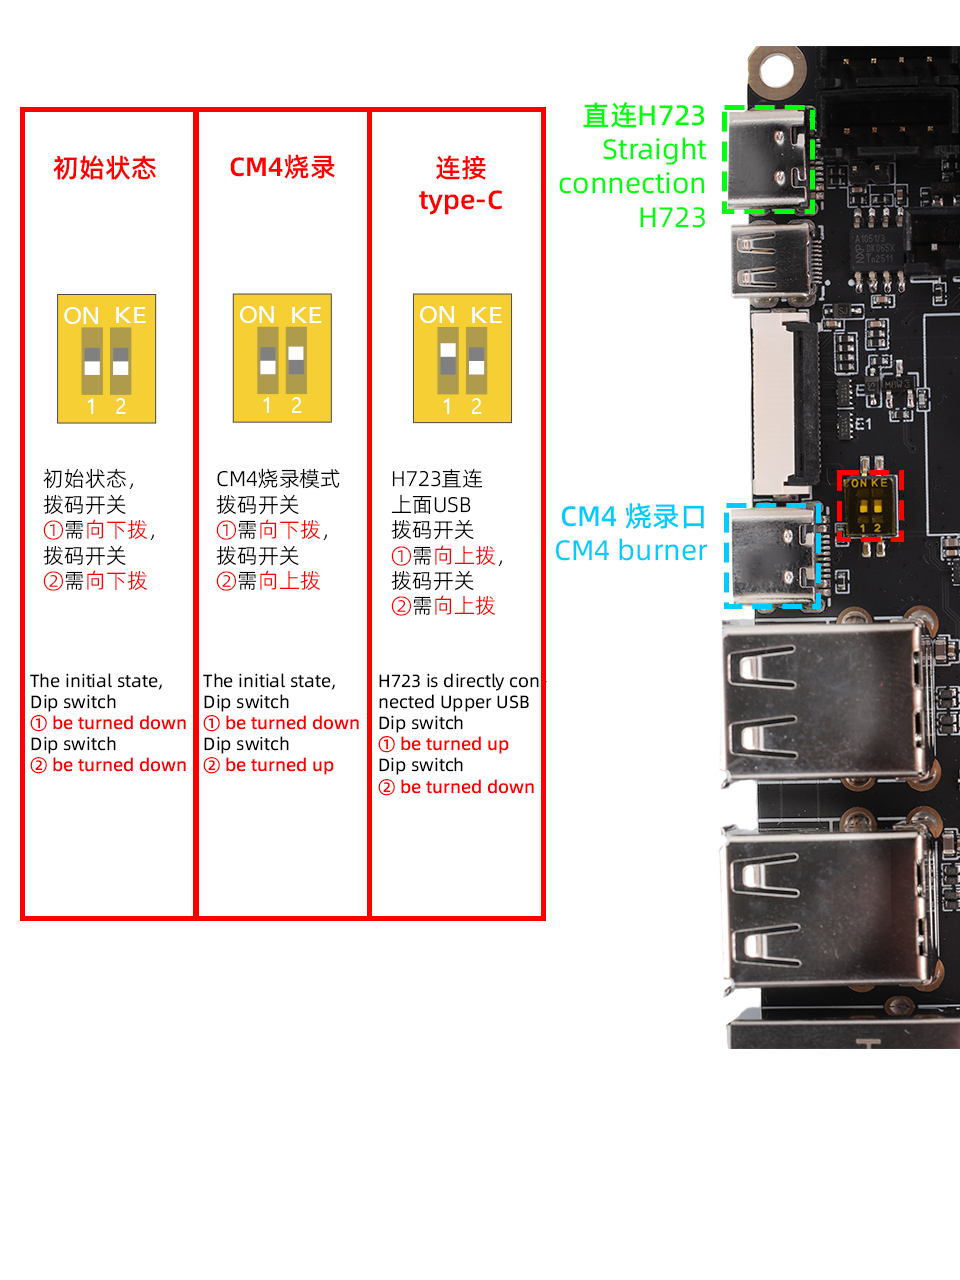 初始状态
ON KE
1 2
初始状态，
拨码开关
①需向下拨，
拨码开关
②需向下拨
The initial state,
Dip switch
① be turned down
Dip switch
② be turned down
CM4烧录
ON KE
1 2
CM4烧录模式
拨码开关
①需向下拨，
拨码开关
②需向上拨
The initial state,
Dip switch
① be turned down
Dip switch
② be turned up
连接
type-C
ON KE
1 2
H723直连
上面USB
拨码开关
①需向上拨，
拨码开关
②需向上拨
H723 is directly con-
nected Upper USB
Dip switch
① be turned up
Dip switch
② be turned down
直连H723
Straight
connection
H723
CM4 烧录口
CM4 burner
A1051/3
E1
ON KE
1 2